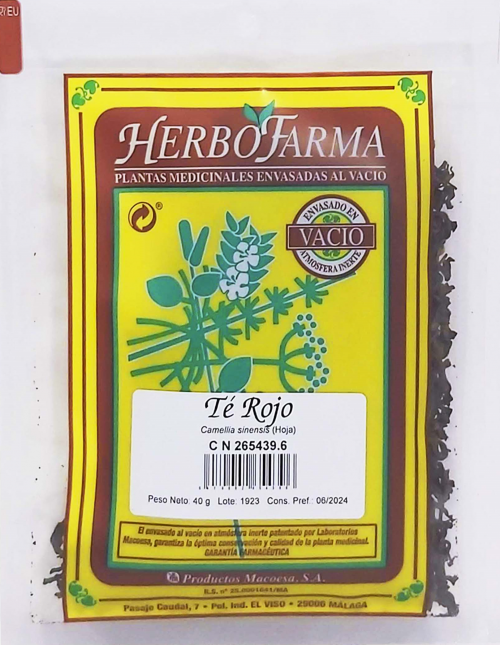 HERBOFARMA
PLANTAS MEDICINALES ENVASADAS AL VACIO
ENVASADO EN
VACIO
ATMOSFERA INERTE
Té Rojo
Camellia sinensis (Hoja)
C N 265439.6
Peso Neto: 40 g Lote: 1923 Cons. Pref.: 06/2024
El envasado al vacío en atmósfera inerte patentado por Laboratorios
Macoesa, garantiza la óptima conservación y calidad de la planta medicinal.
GARANTÍA FARMACÉUTICA
Productos Macoesa, S.A.
Pasaje Caudal, 7 - Pol. Ind. EL VISO - 29006 MÁLAGA